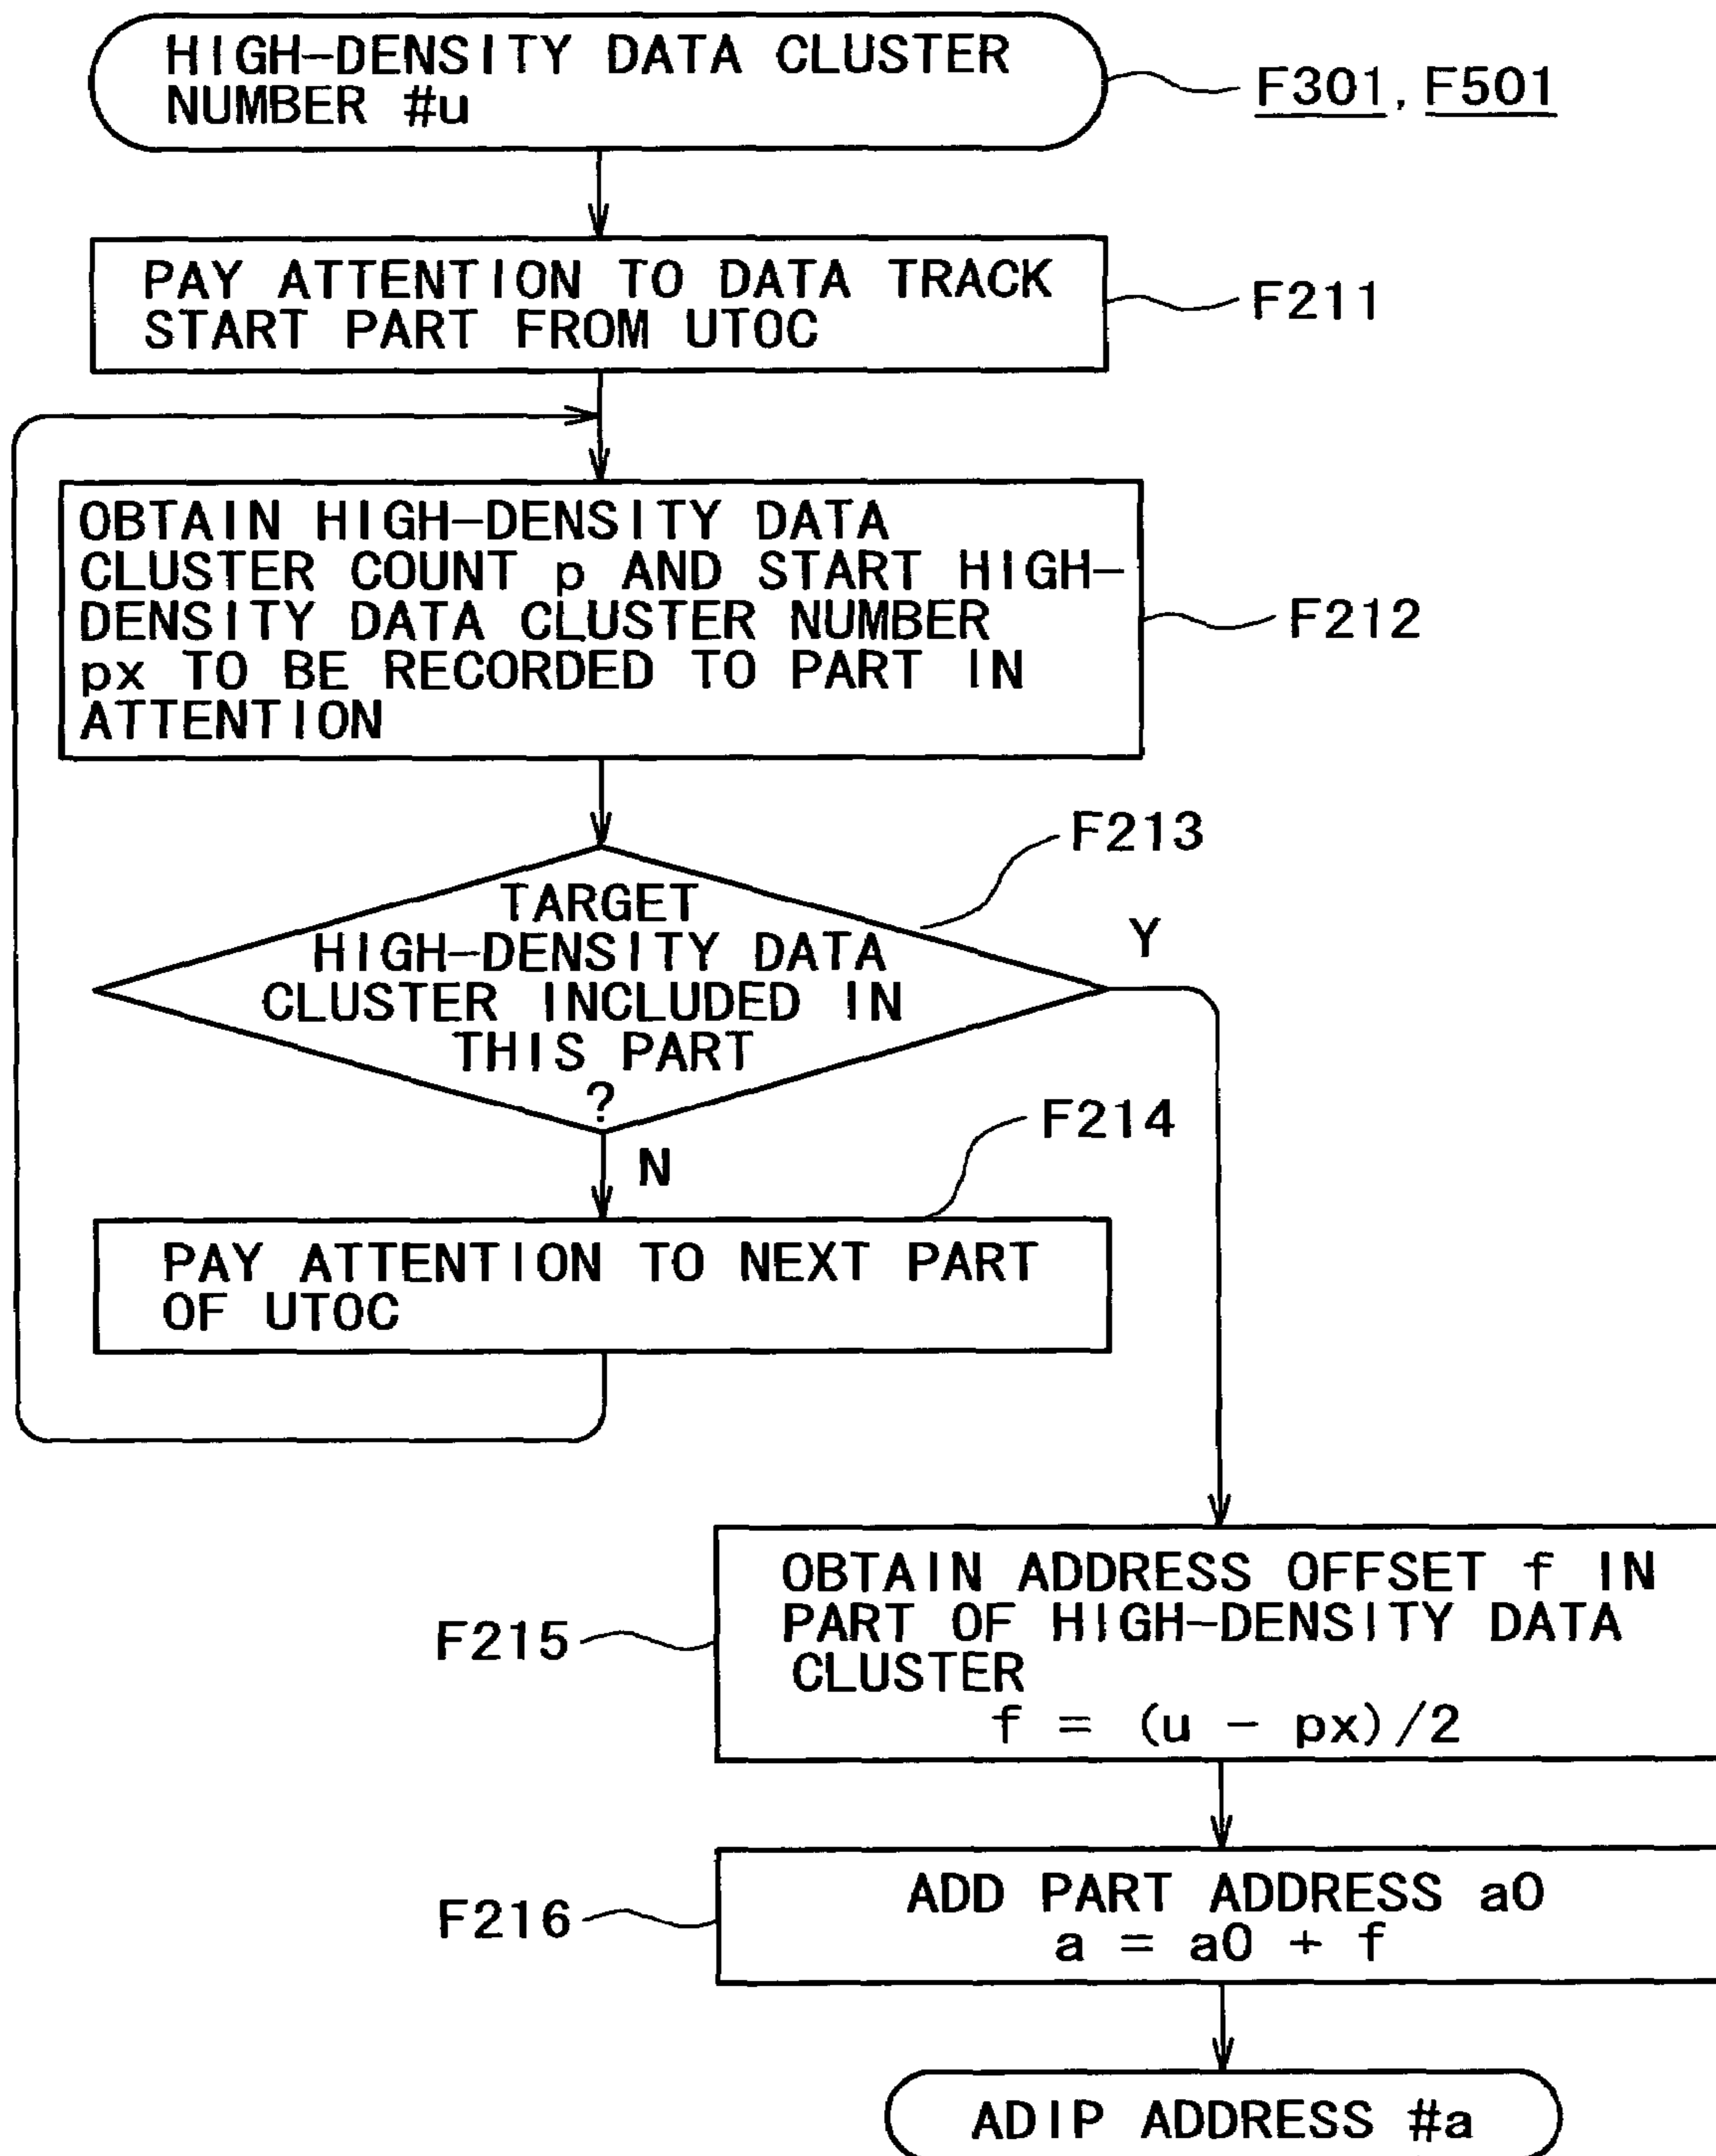 HIGH-DENSITY DATA CLUSTER
NUMBER #u
F301, F501
PAY ATTENTION TO DATA TRACK
START PART FROM UTOC
F211
OBTAIN HIGH-DENSITY DATA
CLUSTER COUNT p AND START HIGH-
DENSITY DATA CLUSTER NUMBER
px TO BE RECORDED TO PART IN
ATTENTION
F212
F213
TARGET
HIGH-DENSITY DATA
CLUSTER INCLUDED IN
THIS PART
?
Y
N
F214
PAY ATTENTION TO NEXT PART
OF UTOC
OBTAIN ADDRESS OFFSET f IN
PART OF HIGH-DENSITY DATA
CLUSTER
f = (u - px)/2
F215
ADD PART ADDRESS a0
a = a0 + f
F216
ADIP ADDRESS #a